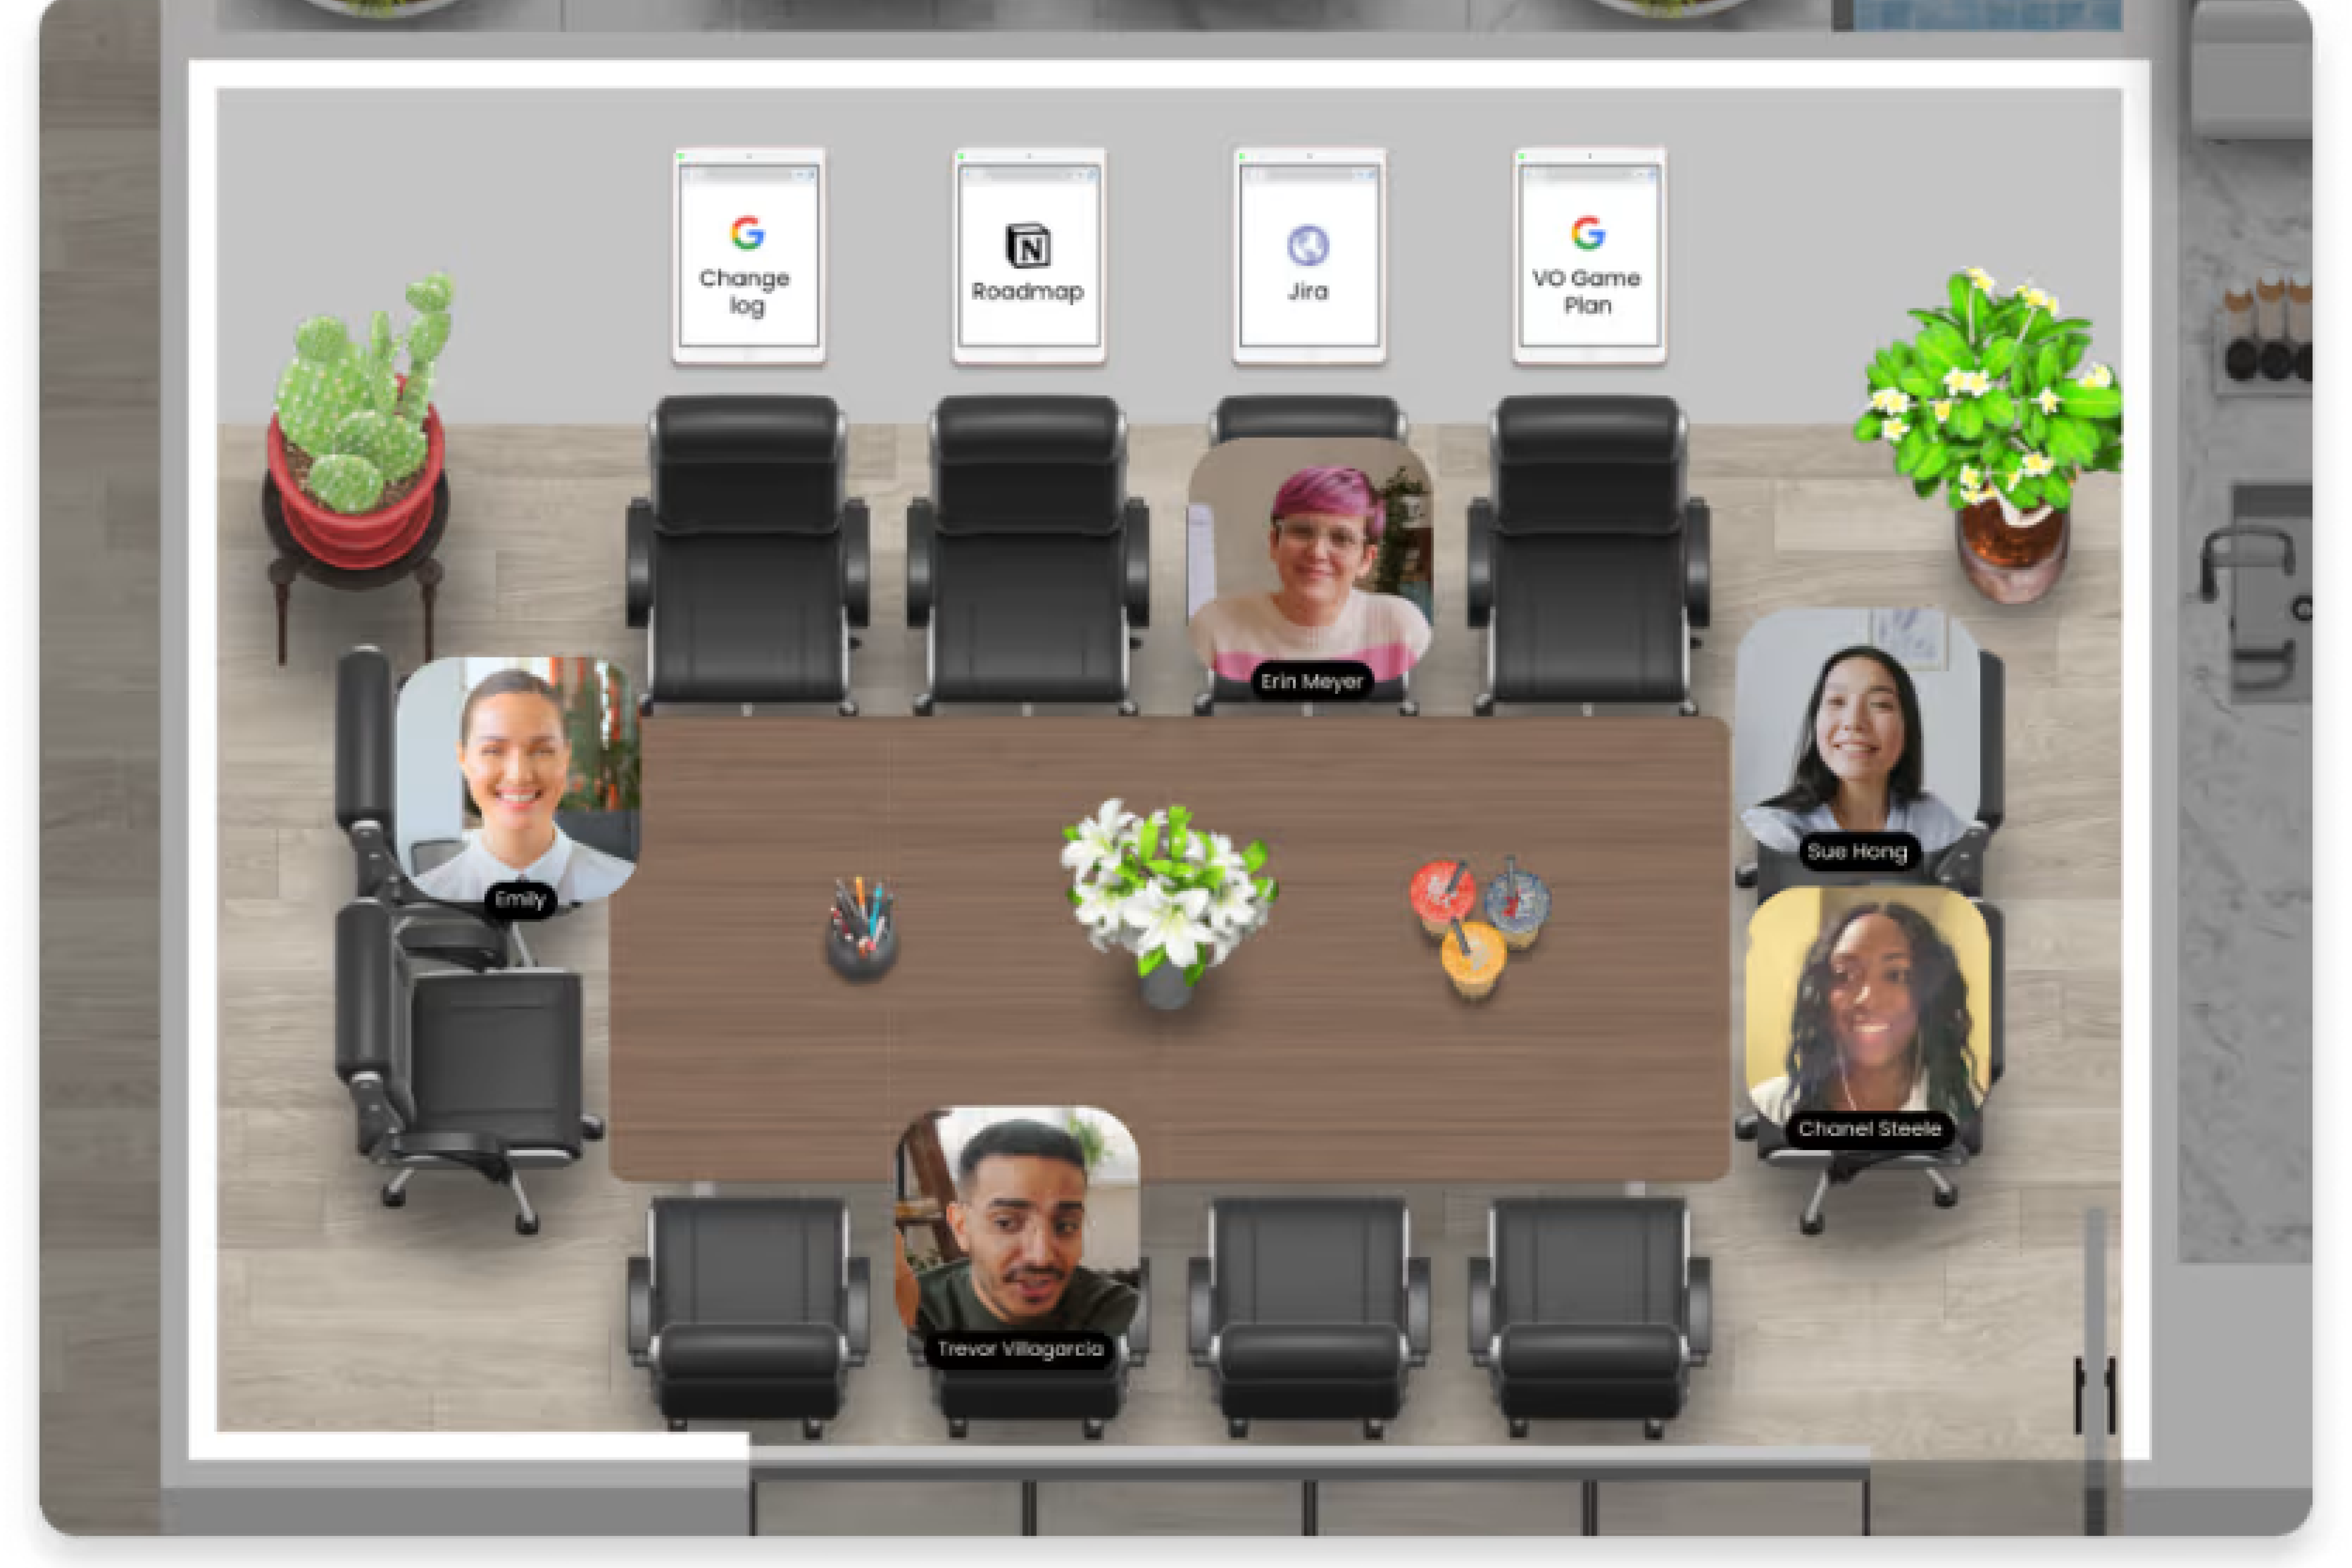 Change
log
Roadmap
Jira
VO Game
Plan
Erin Meyer
Emily
Sue Hong
Chanel Steele
Trevor Villagarcia